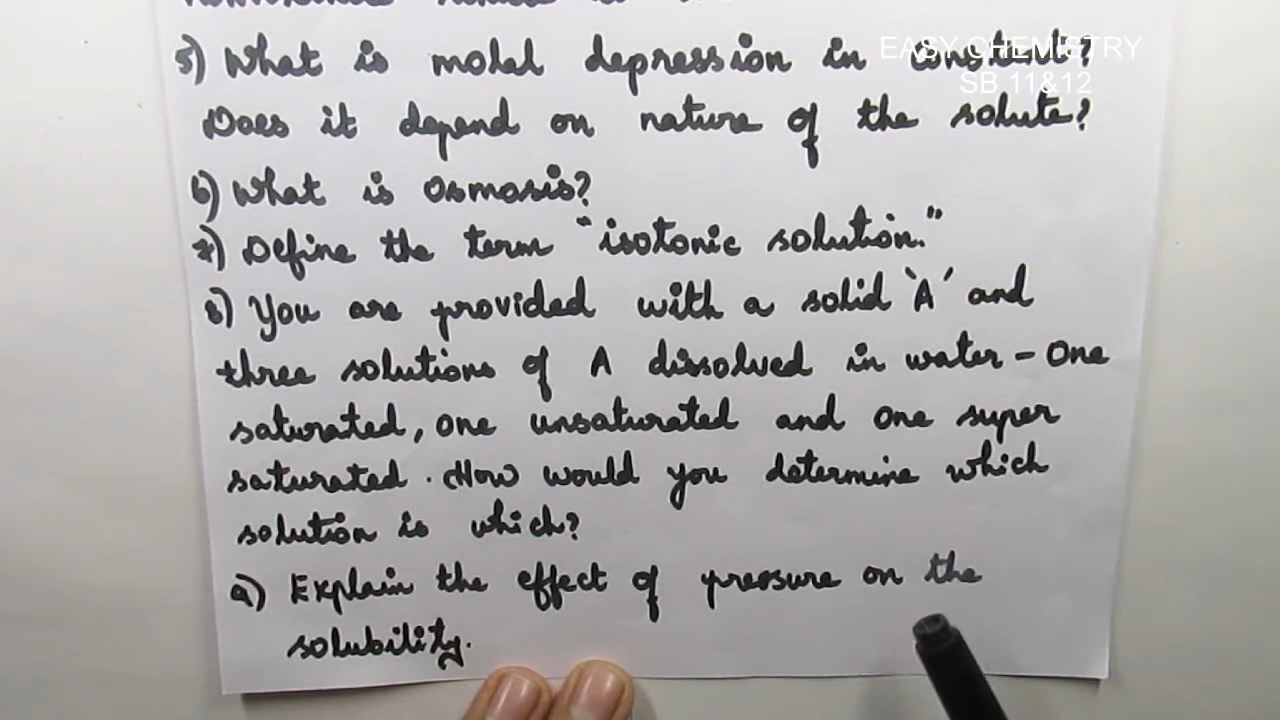 5) What is molal depression in constent?
Does it depend on nature of the solute?
6) What is Osmosis?
7) Define the term "isotonic solution."
8) You are provided with a solid 'A' and
three solutions of A dissolved in water - One
saturated, one unsaturated and one super
saturated. How would you determine which
solution is which?
a) Explain the effect of pressure on the
solubility.
EASY CHEMISTRY
SB 11&12